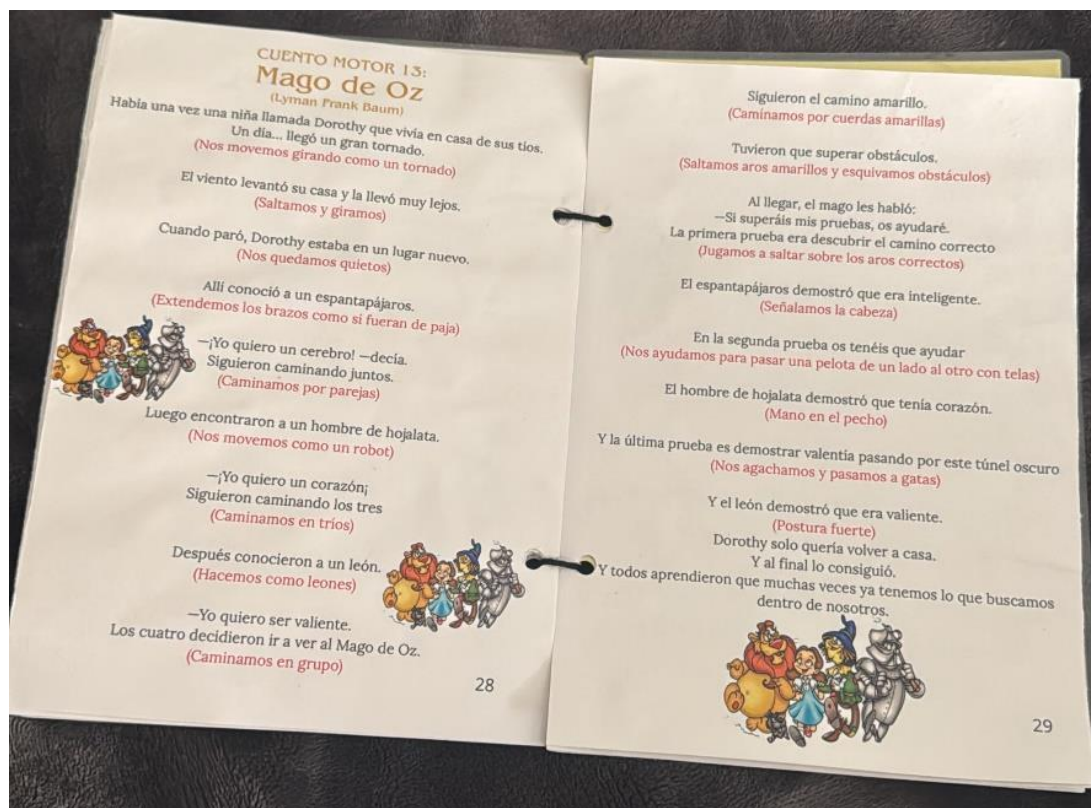 CUENTO MOTOR 13:
Mago de Oz
(Lyman Frank Baum)
Había una vez una niña llamada Dorothy que vivía en casa de sus tíos.
Un día... llegó un gran tornado.
(Nos movemos girando como un tornado)
El viento levantó su casa y la llevó muy lejos.
(Saltamos y giramos)
Cuando paró, Dorothy estaba en un lugar nuevo.
(Nos quedamos quietos)
Allí conoció a un espantapájaros.
(Extendemos los brazos como si fueran de paja)
—¡Yo quiero un cerebro! —decía.
Siguieron caminando juntos.
(Caminamos por parejas)
Luego encontraron a un hombre de hojalata.
(Nos movemos como un robot)
—¡Yo quiero un corazón¡
Siguieron caminando los tres
(Caminamos en tríos)
Después conocieron a un león.
(Hacemos como leones)
—Yo quiero ser valiente.
Los cuatro decidieron ir a ver al Mago de Oz.
(Caminamos en grupo)
28
Siguieron el camino amarillo.
(Caminamos por cuerdas amarillas)
Tuvieron que superar obstáculos.
(Saltamos aros amarillos y esquivamos obstáculos)
Al llegar, el mago les habló:
—Si superáis mis pruebas, os ayudaré.
La primera prueba era descubrir el camino correcto
(Jugamos a saltar sobre los aros correctos)
El espantapájaros demostró que era inteligente.
(Señalamos la cabeza)
En la segunda prueba os tenéis que ayudar
(Nos ayudamos para pasar una pelota de un lado al otro con telas)
El hombre de hojalata demostró que tenía corazón.
(Mano en el pecho)
Y la última prueba es demostrar valentía pasando por este túnel oscuro
(Nos agachamos y pasamos a gatas)
Y el león demostró que era valiente.
(Postura fuerte)
Dorothy solo quería volver a casa.
Y al final lo consiguió.
Y todos aprendieron que muchas veces ya tenemos lo que buscamos
dentro de nosotros.
29